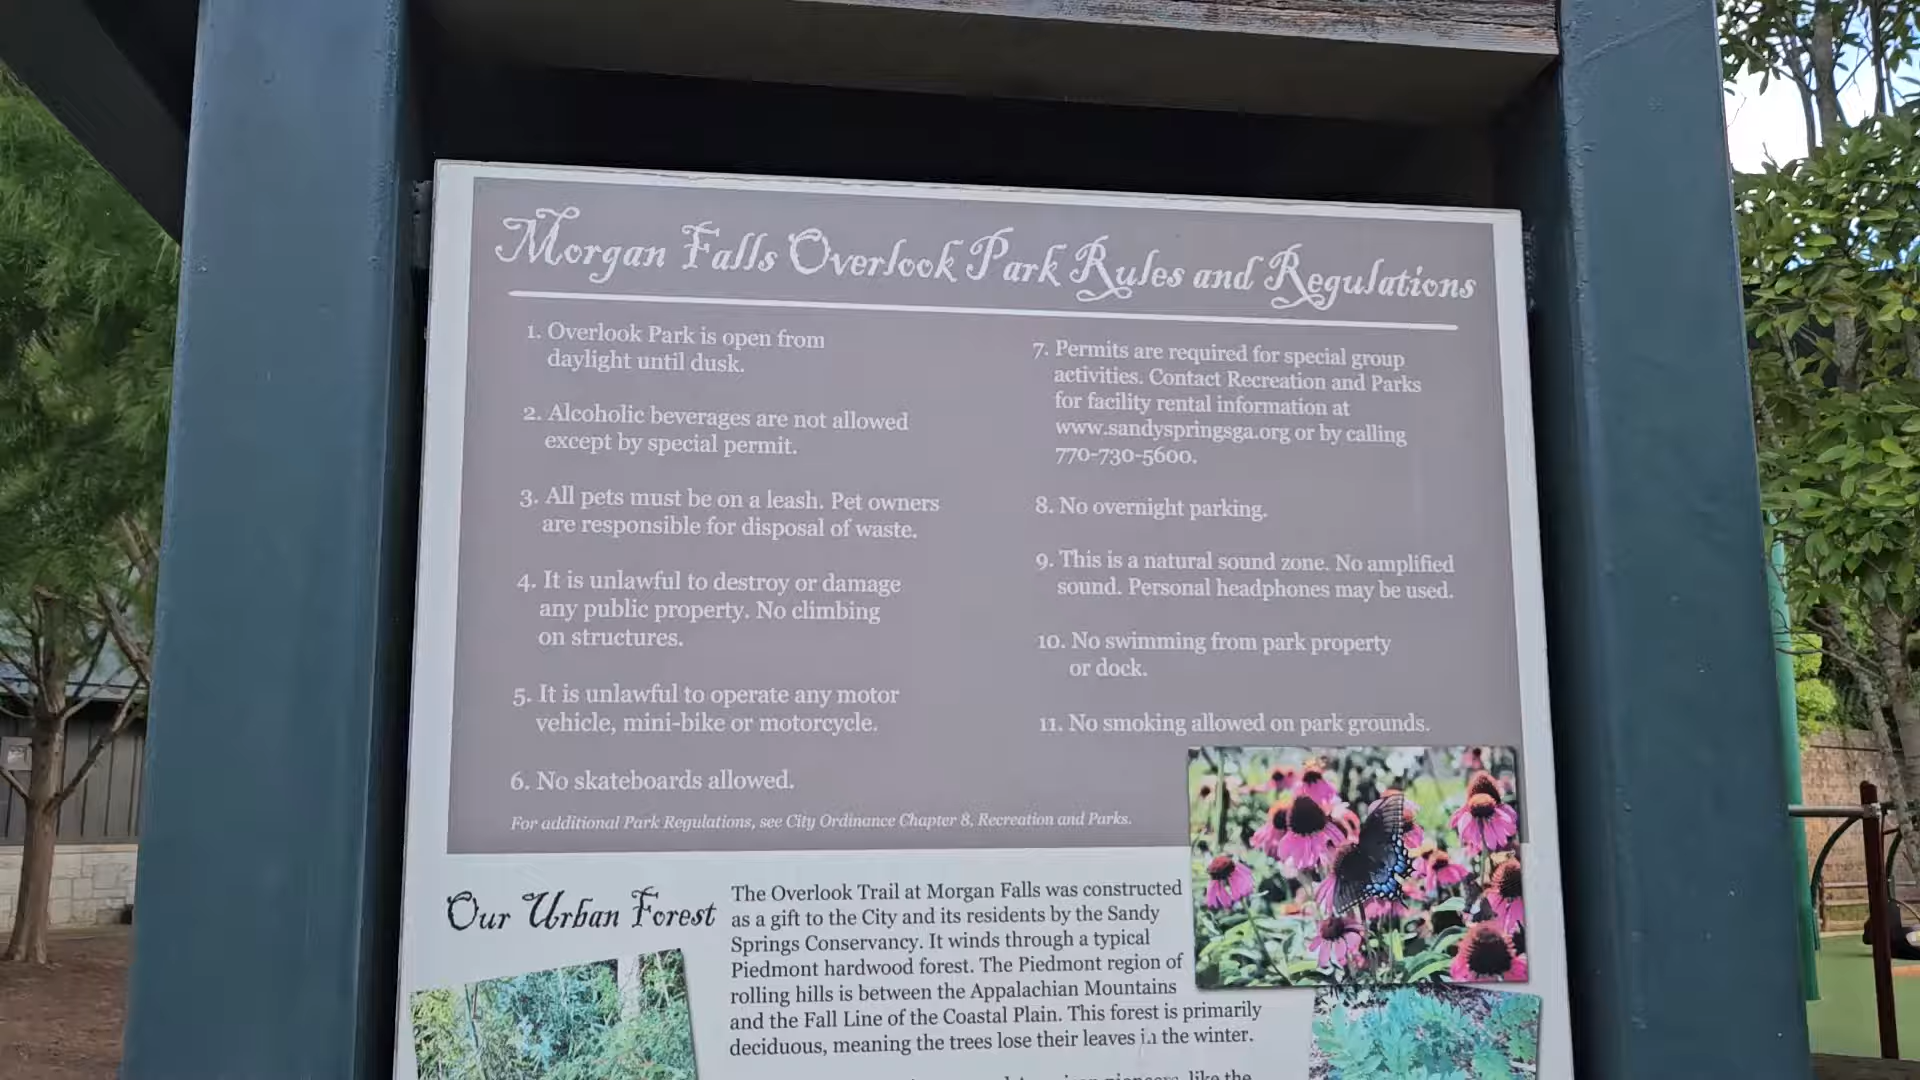 Morgan Falls Overlook Park Rules and Regulations
1. Overlook Park is open from
daylight until dusk.
2. Alcoholic beverages are not allowed
except by special permit.
3. All pets must be on a leash. Pet owners
are responsible for disposal of waste.
4. It is unlawful to destroy or damage
any public property. No climbing
on structures.
5. It is unlawful to operate any motor
vehicle, mini-bike or motorcycle.
6. No skateboards allowed.
7. Permits are required for special group
activities. Contact Recreation and Parks
for facility rental information at
www.sandyspringsga.org or by calling
770-730-5600.
8. No overnight parking.
9. This is a natural sound zone. No amplified
sound. Personal headphones may be used.
10. No swimming from park property
or dock.
11. No smoking allowed on park grounds.
For additional Park Regulations, see City Ordinance Chapter 8, Recreation and Parks.
Our Urban Forest
The Overlook Trail at Morgan Falls was constructed
as a gift to the City and its residents by the Sandy
Springs Conservancy. It winds through a typical
Piedmont hardwood forest. The Piedmont region of
rolling hills is between the Appalachian Mountains
and the Fall Line of the Coastal Plain. This forest is primarily
deciduous, meaning the trees lose their leaves in the winter.
like the